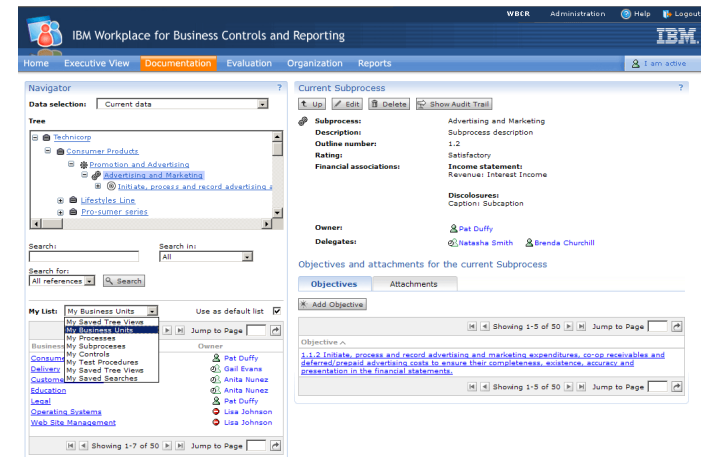 WBCR Administration Help Logout
IBM Workplace for Business Controls and Reporting
IBM.
Home Executive View Documentation Evaluation Organization Reports
I am active
Navigator ?
Data selection: Current data
Tree
Technicorp
Consumer Products
Promotion and Advertising
Advertising and Marketing
Initiate, process and record advertising a
Lifestyles Line
Pro-sumer series
Search: Search in:
All
Search for:
All references Search
My List: My Business Units Use as default list
My Saved Tree Views
My Business Units
My Processes
My Subproceses
My Controls
My Test Procedures
My Saved Tree Views
My Saved Searches
Jump to Page
Business Owner
Consume Pat Duffy
Delivery Gail Evans
Custome Anita Nunez
Education Anita Nunez
Legal Pat Duffy
Operating Systems Lisa Johnson
Web Site Management Lisa Johnson
Showing 1-7 of 50 Jump to Page
Current Subprocess ?
Up Edit Delete Show Audit Trail
Subprocess: Advertising and Marketing
Description: Subprocess description
Outline number: 1.2
Rating: Satisfactory
Financial associations: Income statement:
Revenue: Interest Income
Discolosures:
Caption: Subcaption
Owner: Pat Duffy
Delegates: Natasha Smith Brenda Churchill
Objectives and attachments for the current Subprocess
Objectives Attachments
Add Objective
Showing 1-5 of 50 Jump to Page
Objective
1.1.2 Initiate, process and record advertising and marketing expenditures, co-op receivables and
deferred/prepaid advertising costs to ensure their completeness, existence, accuracy and
presentation in the financial statements.
Showing 1-5 of 50 Jump to Page